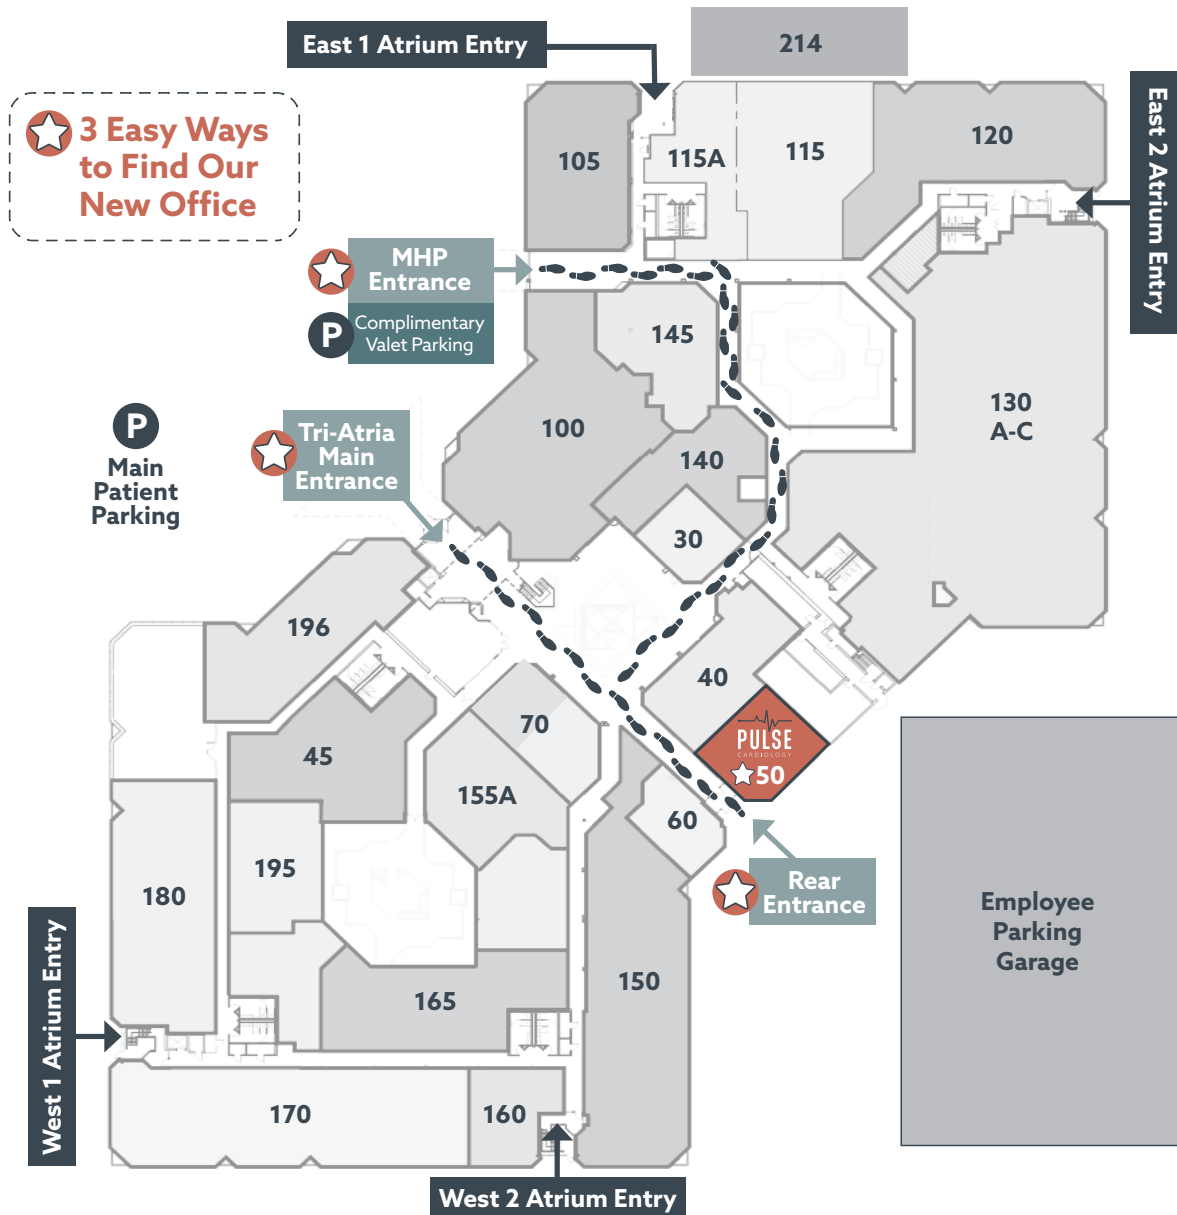 East 1 Atrium Entry
214
3 Easy Ways
to Find Our
New Office
East 2 Atrium Entry
105
115A
115
120
MHP
Entrance
P
Complimentary
Valet Parking
145
130
A-C
P
Main
Patient
Parking
Tri-Atria
Main
Entrance
100
140
30
196
40
70
45
PULSE
CARDIOLOGY
50
155A
60
195
180
Rear
Entrance
Employee
Parking
Garage
150
165
West 1 Atrium Entry
170
160
West 2 Atrium Entry